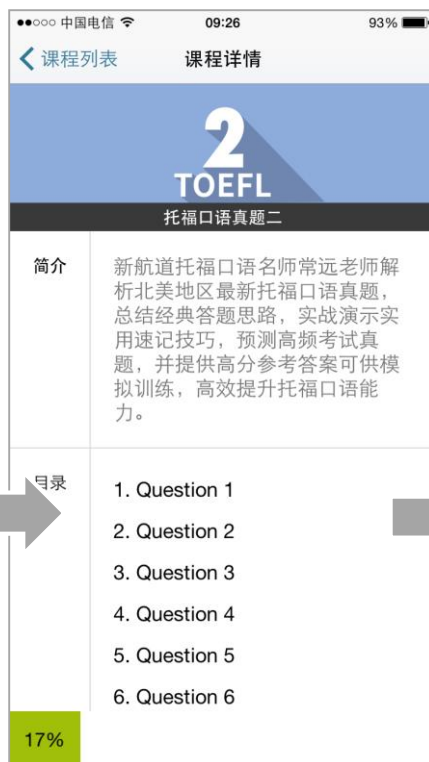 中国电信 09:26 93%
课程列表 课程详情
2
TOEFL
托福口语真题二
简介
新航道托福口语名师常远老师解
析北美地区最新托福口语真题，
总结经典答题思路，实战演示实
用速记技巧，预测高频考试真
题，并提供高分参考答案可供模
拟训练，高效提升托福口语能
力。
目录
1. Question 1
2. Question 2
3. Question 3
4. Question 4
5. Question 5
6. Question 6
17%